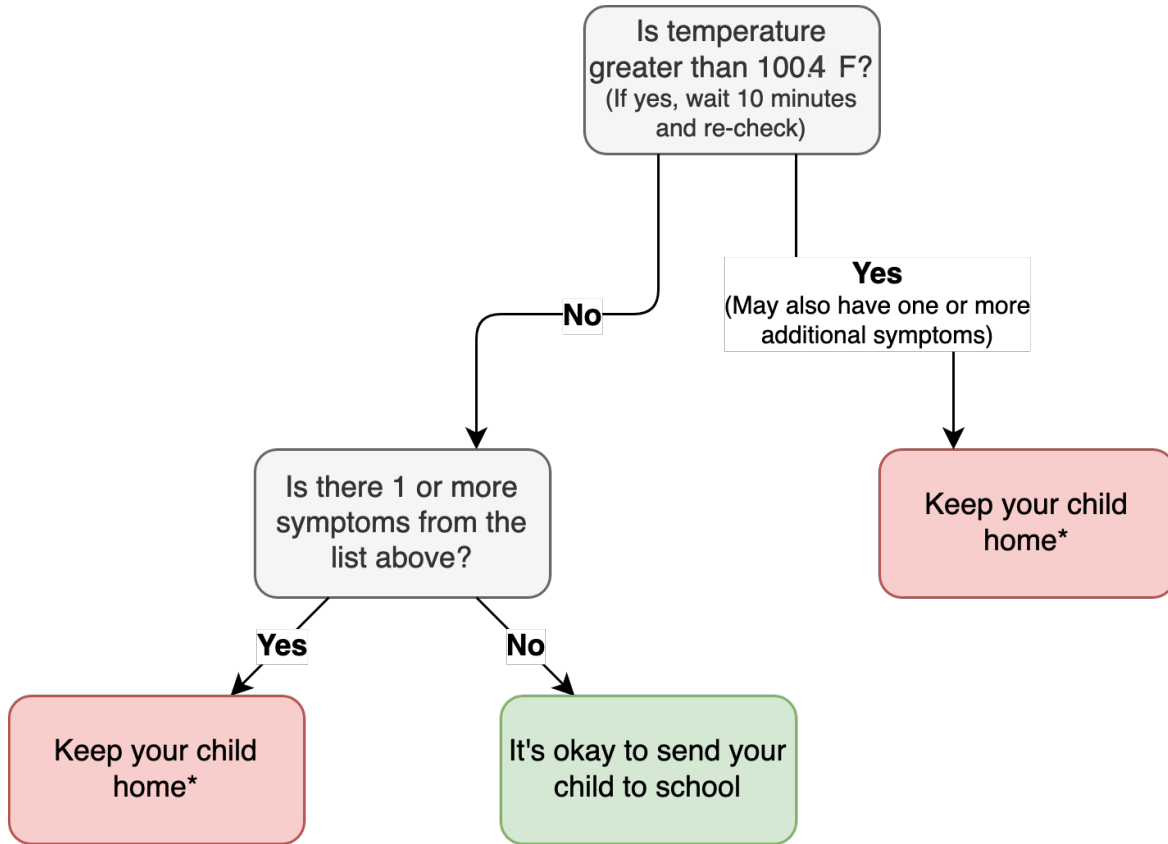 Is temperature
greater than 100.4 F?
(If yes, wait 10 minutes
and re-check)
Yes
(May also have one or more
additional symptoms)
No
Is there 1 or more
symptoms from the
list above?
Keep your child
home*
Yes
No
Keep your child
home*
It's okay to send your
child to school